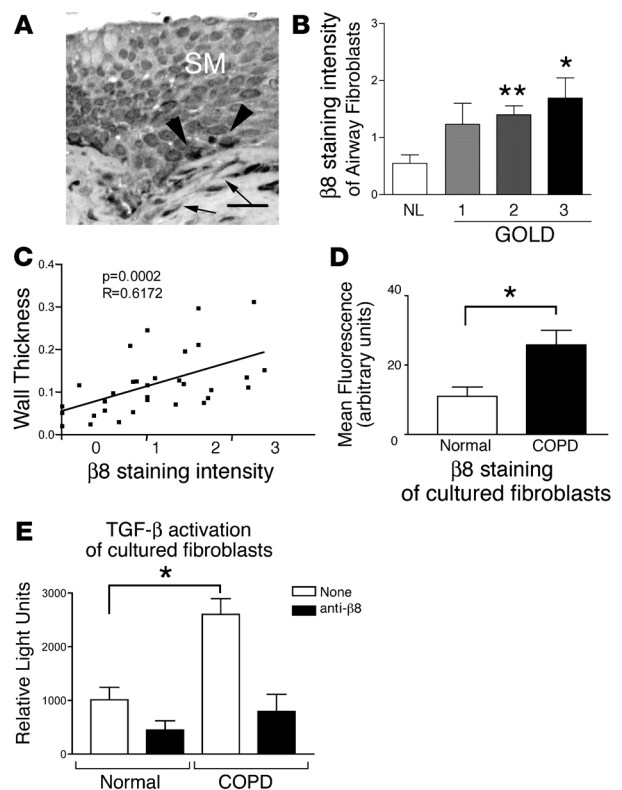 A
SM
B
β8 staining intensity
of Airway Fibroblasts
3
2
1
0
**
*
NL
1
2
3
GOLD
C
p=0.0002
R=0.6172
Wall Thickness
0.4
0.3
0.2
0.1
0.0
0
1
2
3
β8 staining intensity
D
Mean Fluorescence
(arbitrary units)
40
20
0
*
Normal
COPD
β8 staining
of cultured fibroblasts
E
TGF-β activation
of cultured fibroblasts
Relative Light Units
3000
2000
1000
0
*
None
anti-β8
Normal
COPD